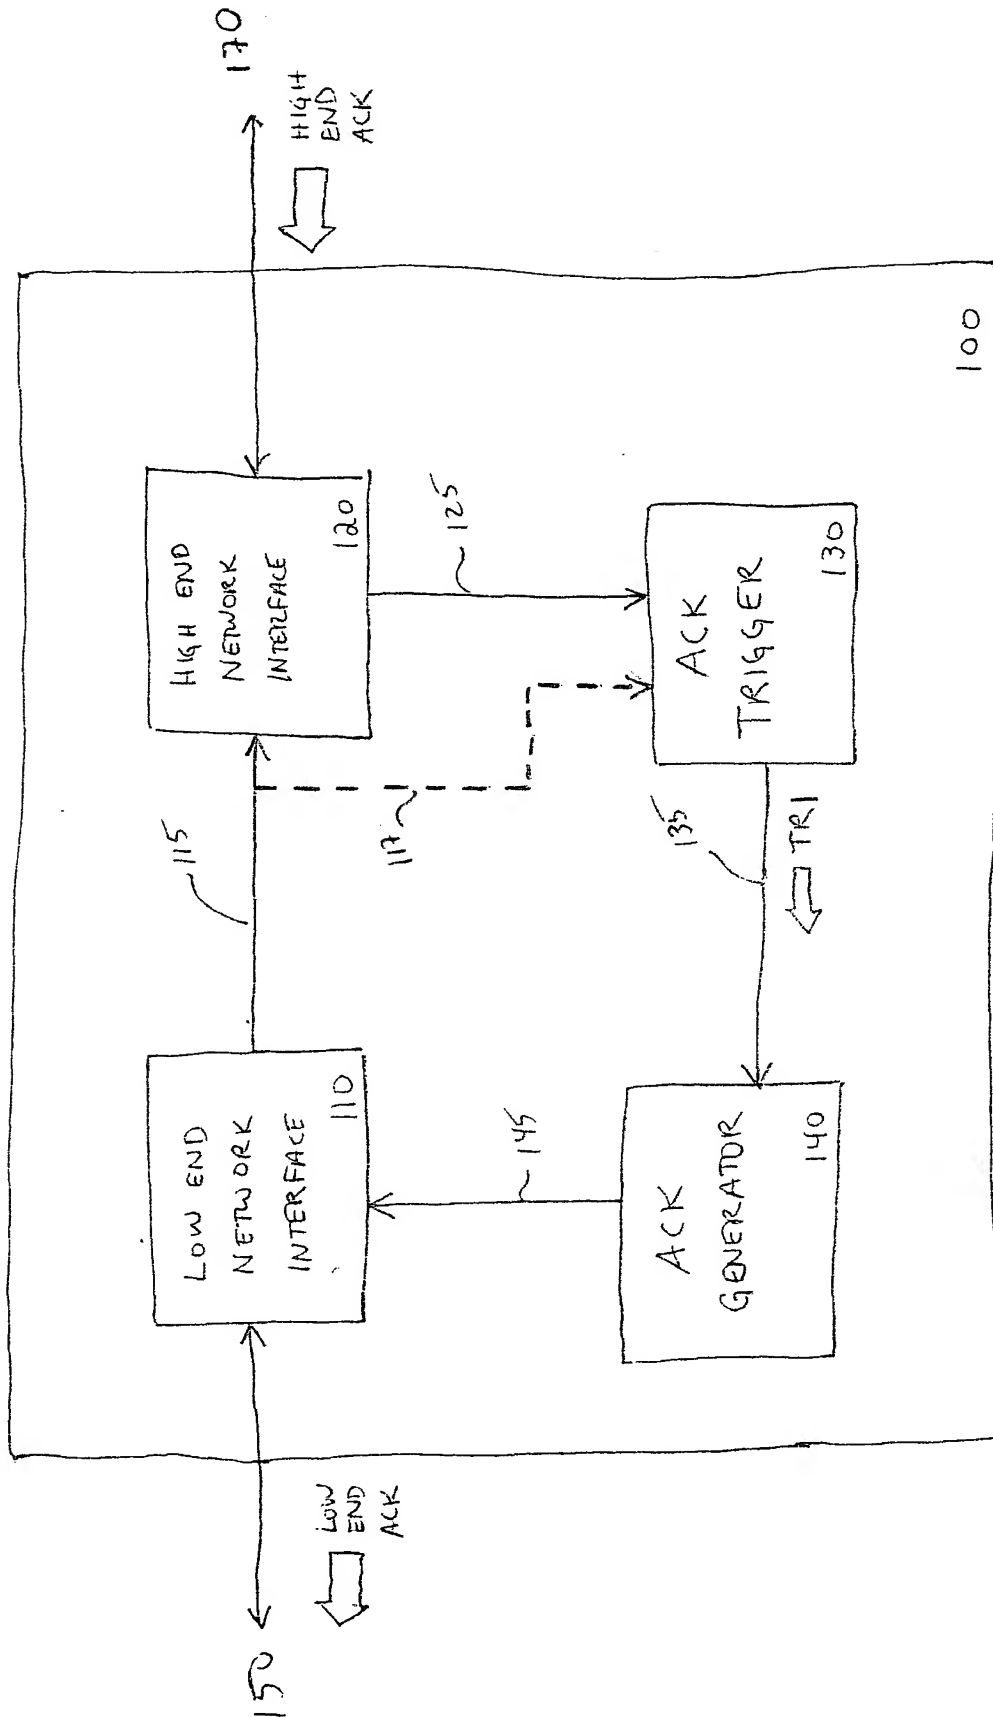 170
HIGH
END
ACK
100
HIGH END
NETWORK
INTERFACE
120
125
115
117
ACK
TRIGGER
130
135
TRI
LOW END
NETWORK
INTERFACE
110
145
ACK
GENERATOR
140
LOW
END
ACK
150